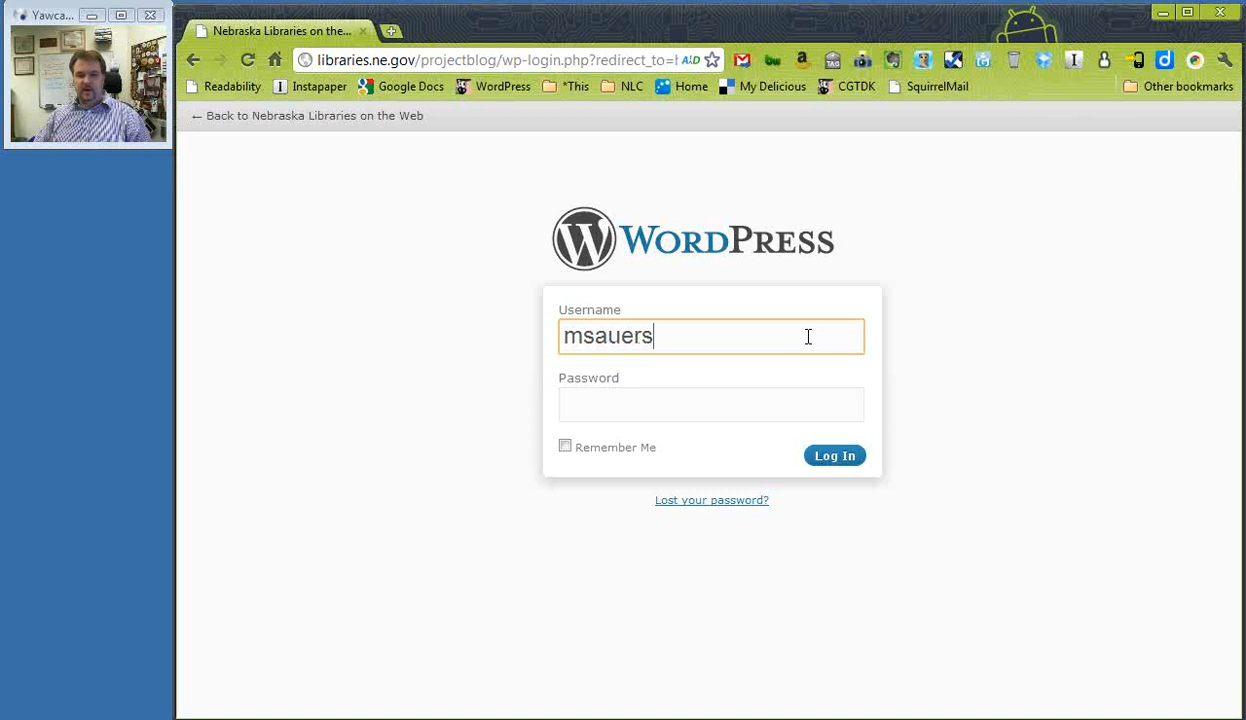 Yawca...
Nebraska Libraries on the...
libraries.ne.gov/projectblog/wp-login.php?redirect_to=
Readability
Instapaper
Google Docs
WordPress
*This
NLC
Home
My Delicious
CGTDK
SquirrelMail
Other bookmarks
← Back to Nebraska Libraries on the Web
WORDPRESS
Username
msauers
Password
Remember Me
Log In
Lost your password?